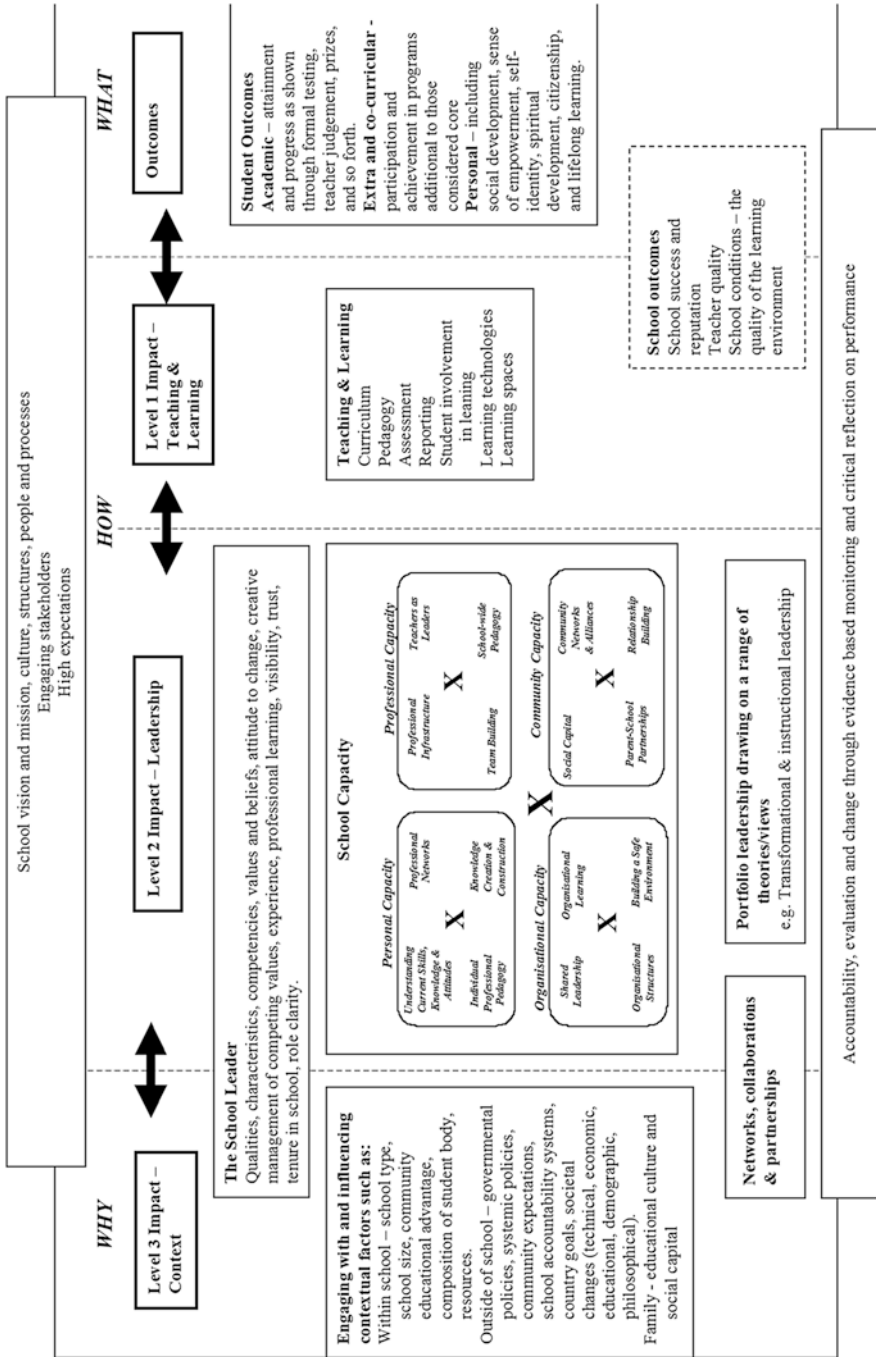 School vision and mission, culture, structures, people and processes
Engaging stakeholders
High expectations
WHY
HOW
WHAT
Level 3 Impact –
Context
Level 2 Impact – Leadership
Level 1 Impact –
Teaching &
Learning
Outcomes
The School Leader
Qualities, characteristics, competencies, values and beliefs, attitude to change, creative
management of competing values, experience, professional learning, visibility, trust,
tenure in school, role clarity.
Engaging with and influencing
contextual factors such as:
Within school – school type,
school size, community
educational advantage,
composition of student body,
resources.
Outside of school – governmental
policies, systemic policies,
community expectations,
school accountability systems,
country goals, societal
changes (technical, economic,
educational, demographic,
philosophical).
Family - educational culture and
social capital
School Capacity
Personal Capacity
Understanding
Current Skills,
Knowledge &
Attitudes
Professional
Networks
X
Individual
Professional
Pedagogy
Knowledge
Creation &
Construction
Professional Capacity
Professional
Infrastructure
Teachers as
Leaders
X
Team Building
School-wide
Pedagogy
X
Organisational Capacity
Shared
Leadership
Organisational
Learning
X
Organisational
Structures
Building a Safe
Environment
Community Capacity
Social Capital
Community
Networks
& Alliances
X
Parent-School
Partnerships
Relationship
Building
Teaching & Learning
Curriculum
Pedagogy
Assessment
Reporting
Student involvement
in leaning
Learning technologies
Learning spaces
Student Outcomes
Academic – attainment
and progress as shown
through formal testing,
teacher judgement, prizes,
and so forth.
Extra and co-curricular -
participation and
achievement in programs
additional to those
considered core
Personal – including
social development, sense
of empowerment, self-
identity, spiritual
development, citizenship,
and lifelong learning.
School outcomes
School success and
reputation
Teacher quality
School conditions – the
quality of the learning
environment
Networks, collaborations
& partnerships
Portfolio leadership drawing on a range of
theories/views
e.g. Transformational & instructional leadership
Accountability, evaluation and change through evidence based monitoring and critical reflection on performance